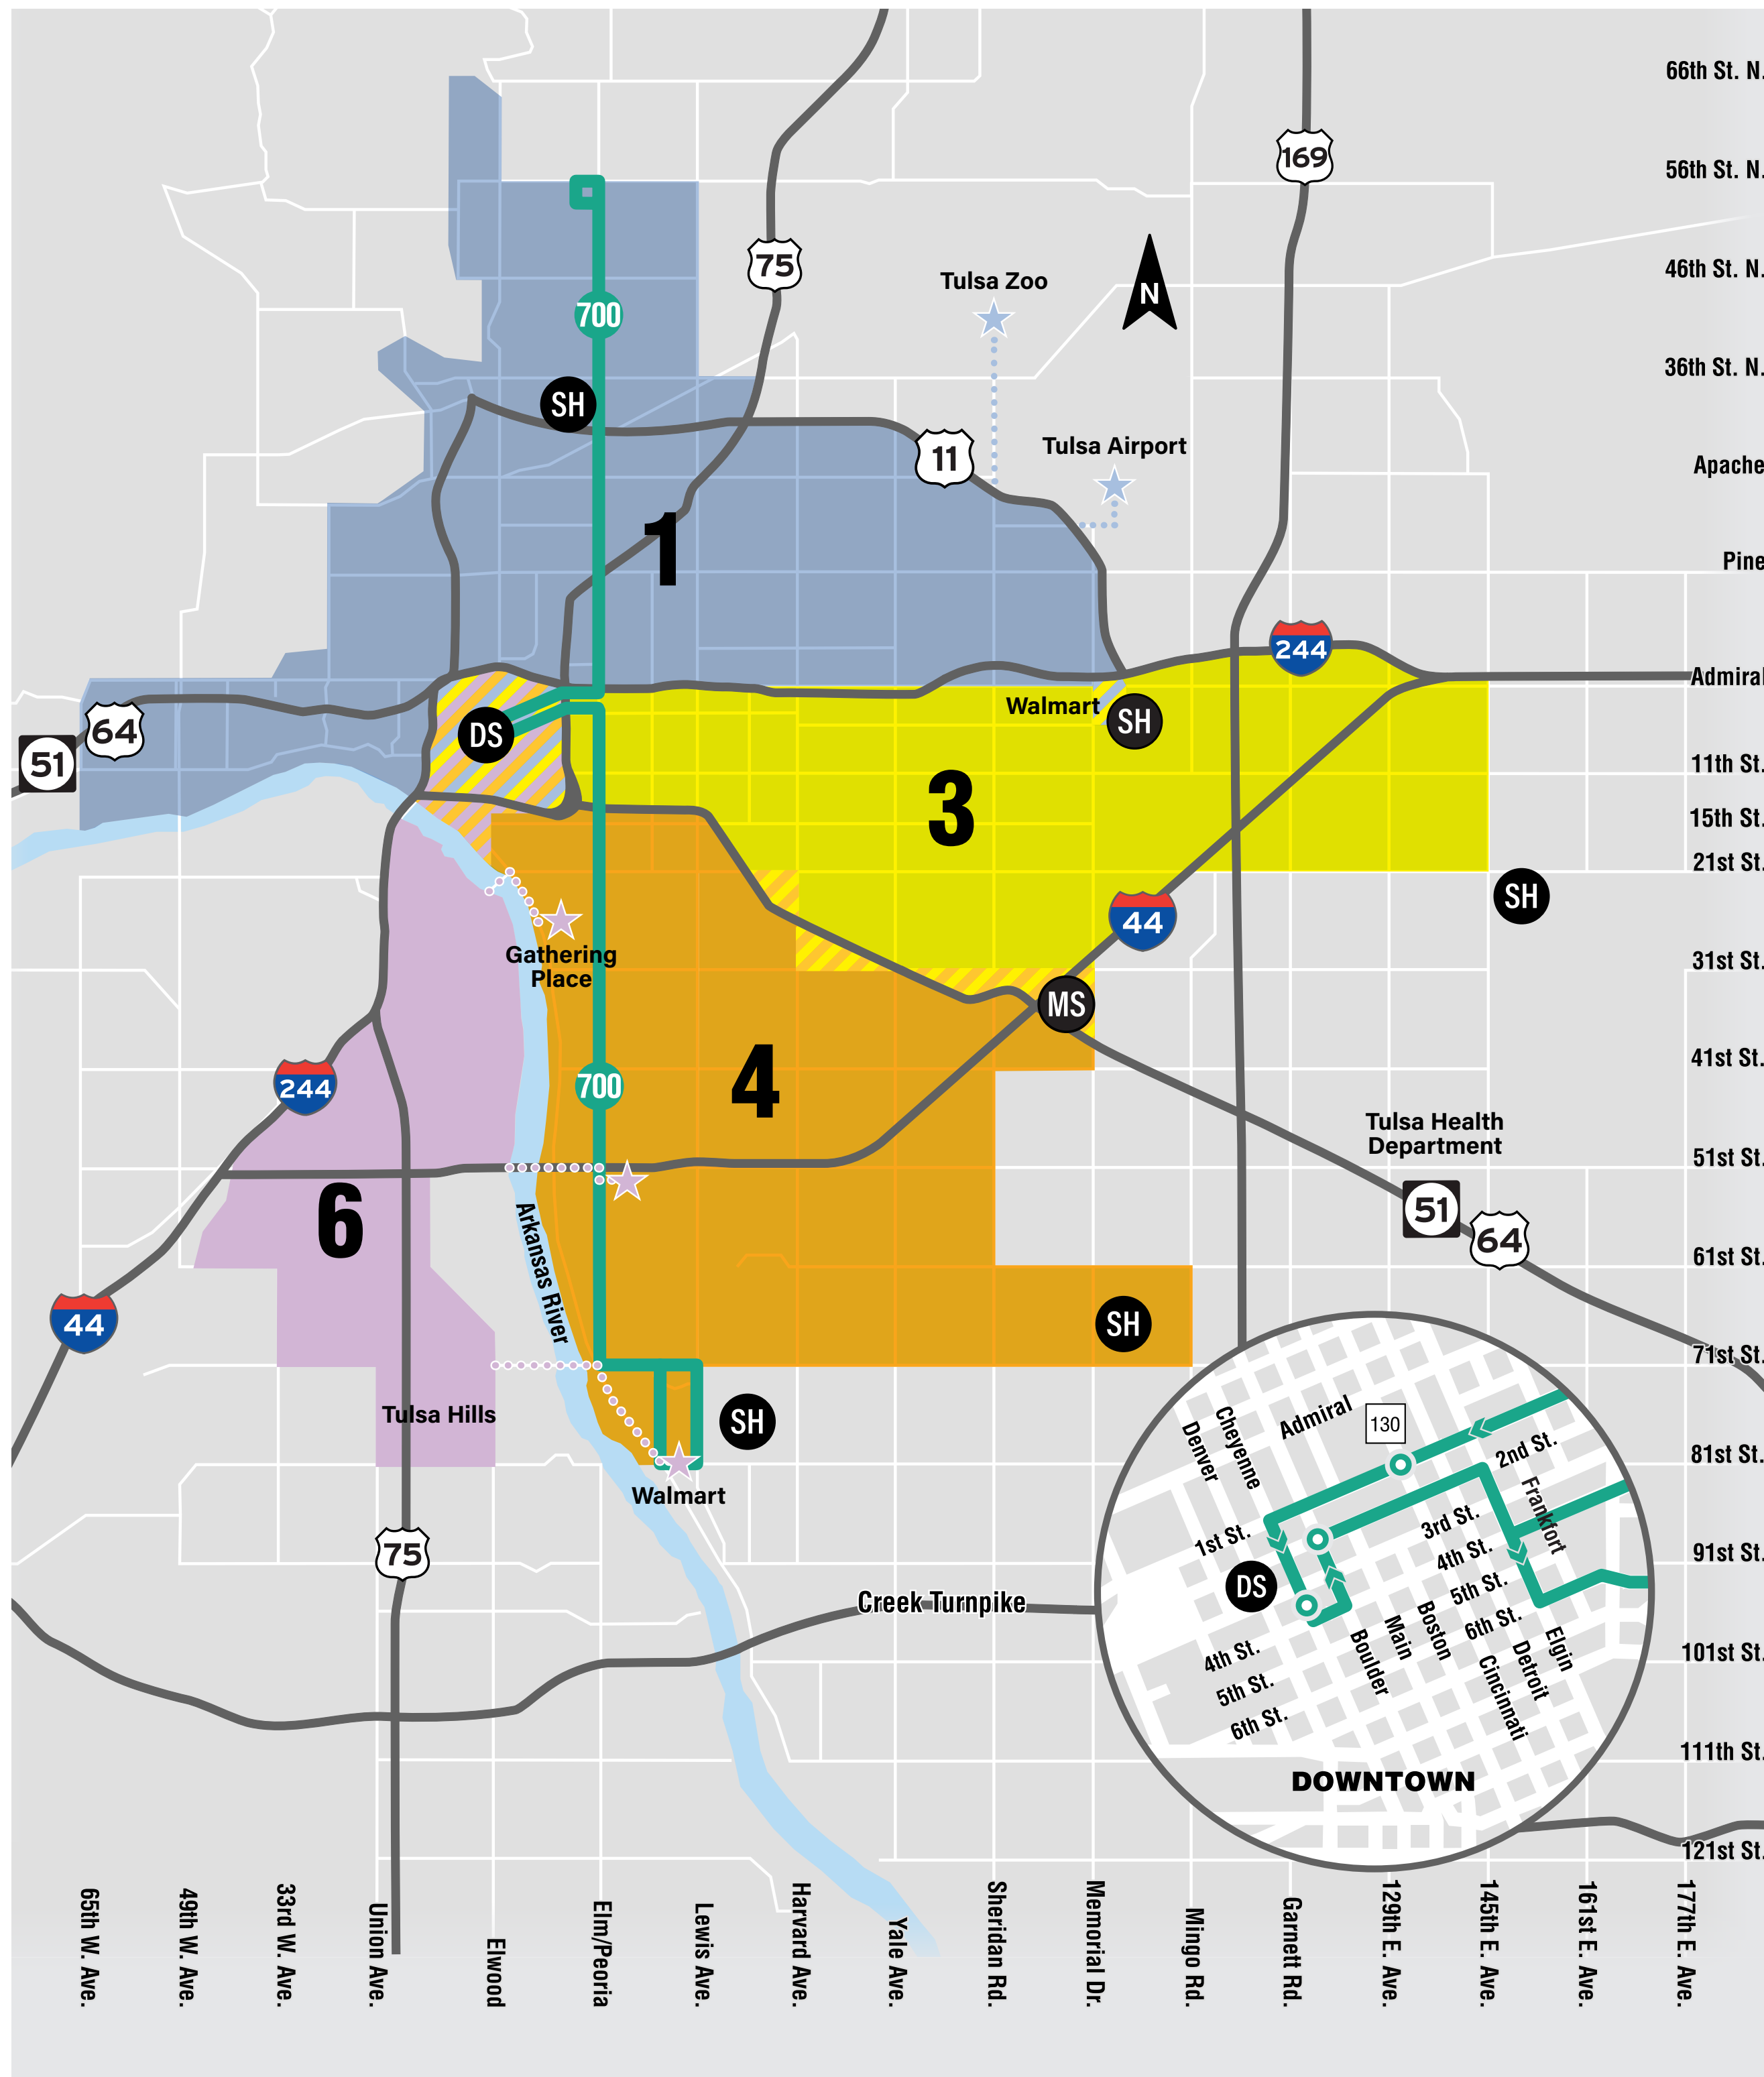 66th St. N.
169
56th St. N.
75
Tulsa Zoo
N
46th St. N.
700
36th St. N.
SH
11
Tulsa Airport
Apache
1
Pine
244
Admiral
64
DS
Walmart
SH
51
11th St.
3
15th St.
21st St.
SH
44
Gathering
Place
31st St.
MS
4
41st St.
244
700
Tulsa Health
Department
51st St.
6
51
64
Arkansas River
61st St.
44
SH
71st St.
Tulsa Hills
SH
81st St.
Walmart
75
91st St.
Creek Turnpike
101st St.
111th St.
121st St.
Denver
Cheyenne
Admiral
130
2nd St.
Frankfort
1st St.
3rd St.
4th St.
5th St.
6th St.
DS
4th St.
5th St.
6th St.
Boulder
Main
Boston
Cincinnati
Detroit
Elgin
DOWNTOWN
65th W. Ave.
49th W. Ave.
33rd W. Ave.
Union Ave.
Elwood
Elm/Peoria
Lewis Ave.
Harvard Ave.
Yale Ave.
Sheridan Rd.
Memorial Dr.
Mingo Rd.
Garnett Rd.
129th E. Ave.
145th E. Ave.
161st E. Ave.
177th E. Ave.